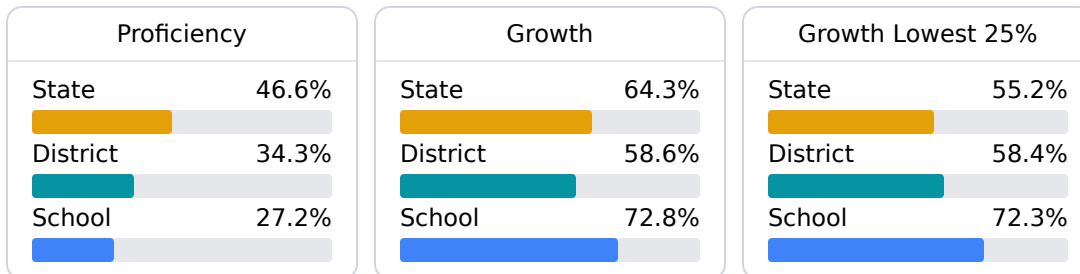 Proficiency
State 46.6%
District 34.3%
School 27.2%
Growth
State 64.3%
District 58.6%
School 72.8%
Growth Lowest 25%
State 55.2%
District 58.4%
School 72.3%